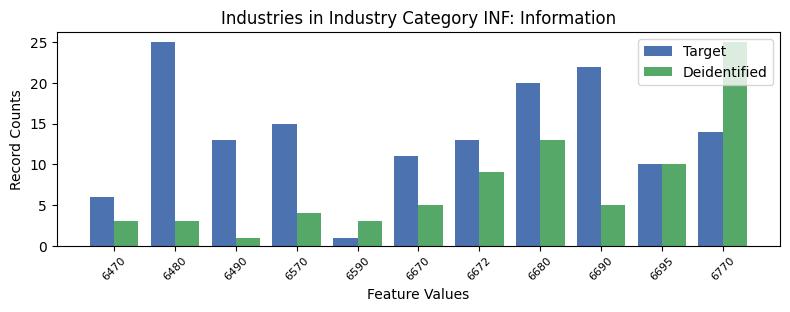 Industries in Industry Category INF: Information
Target
Deidentified
Record Counts
25
20
15
10
5
0
6470 6480 6490 6570 6590 6670 6672 6680 6690 6695 6770
Feature Values